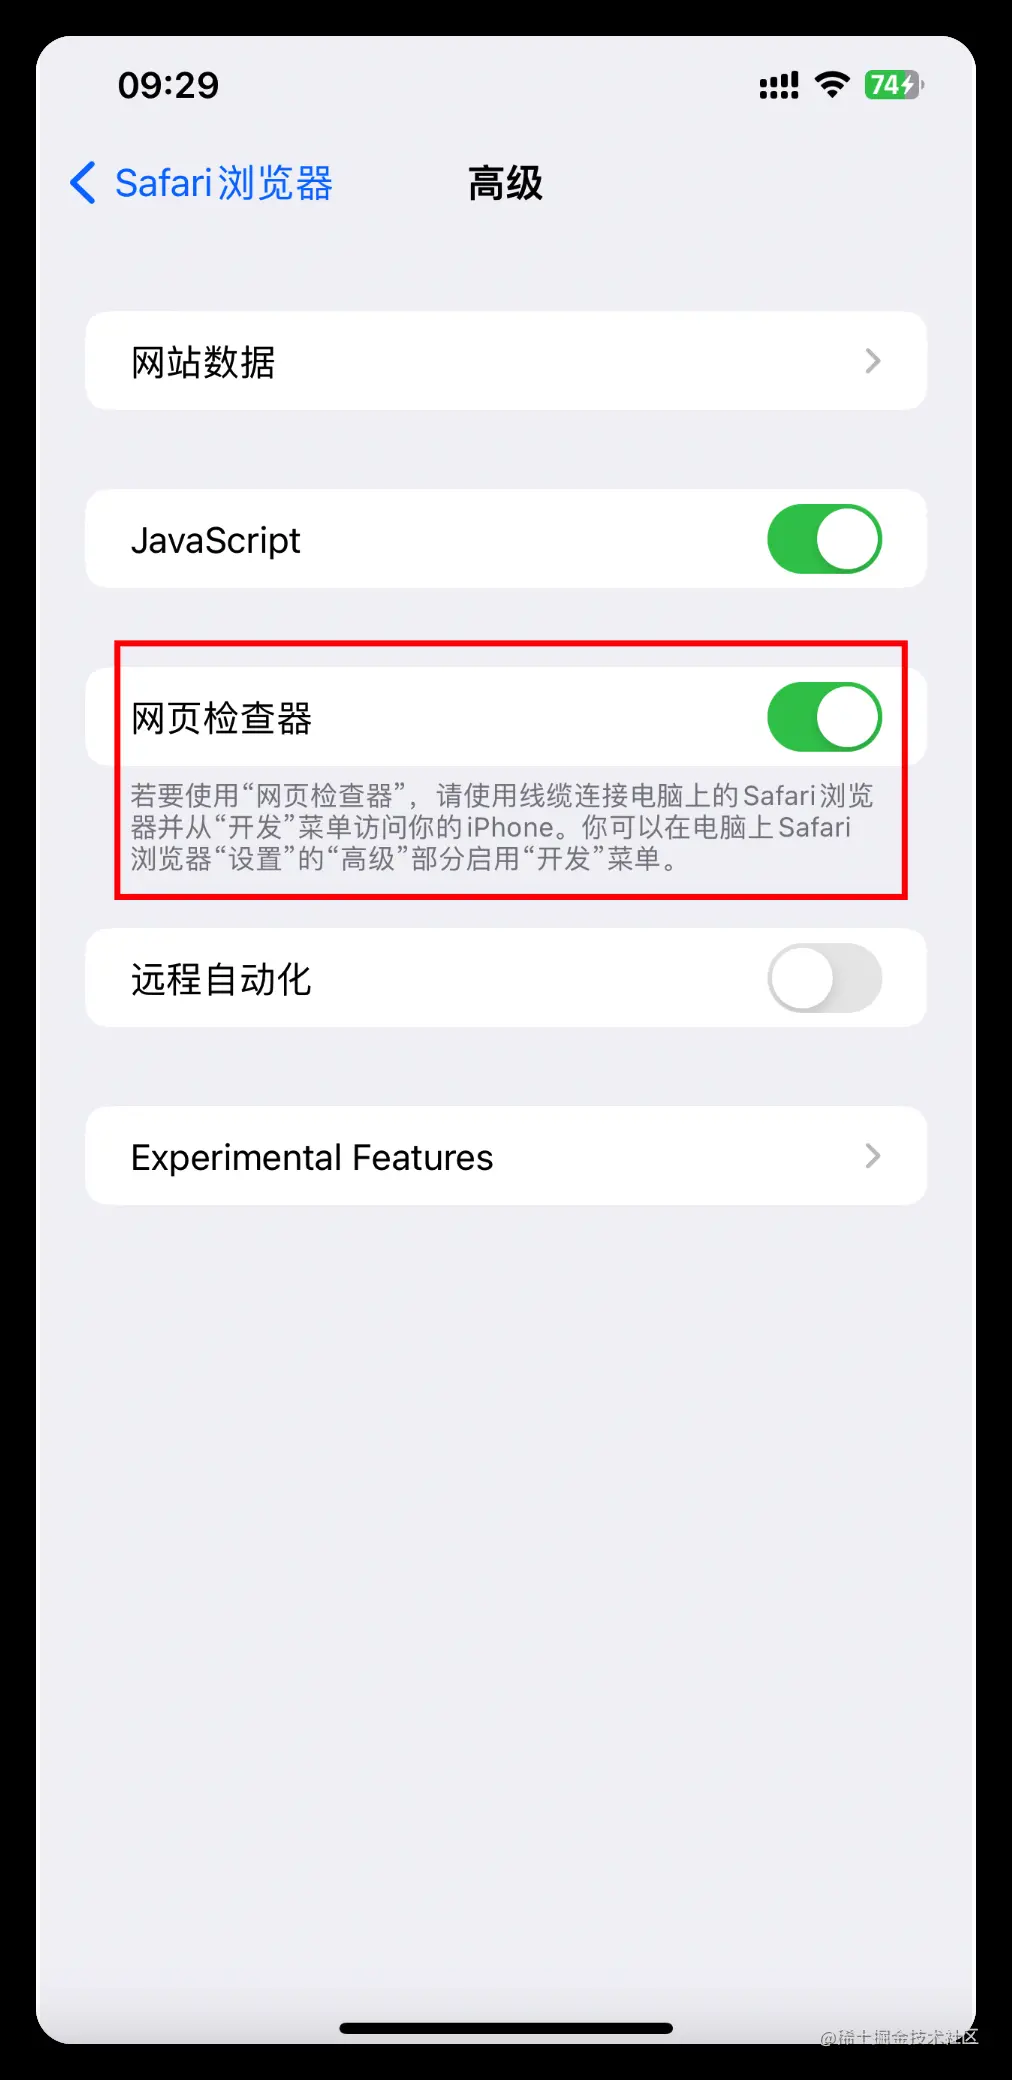 09:29
74
Safari浏览器
高级
网站数据
JavaScript
网页检查器
若要使用“网页检查器”，请使用线缆连接电脑上的Safari浏览
器并从“开发”菜单访问你的iPhone。你可以在电脑上Safari
浏览器“设置”的“高级”部分启用“开发”菜单。
远程自动化
Experimental Features
@稀土掘金技术社区